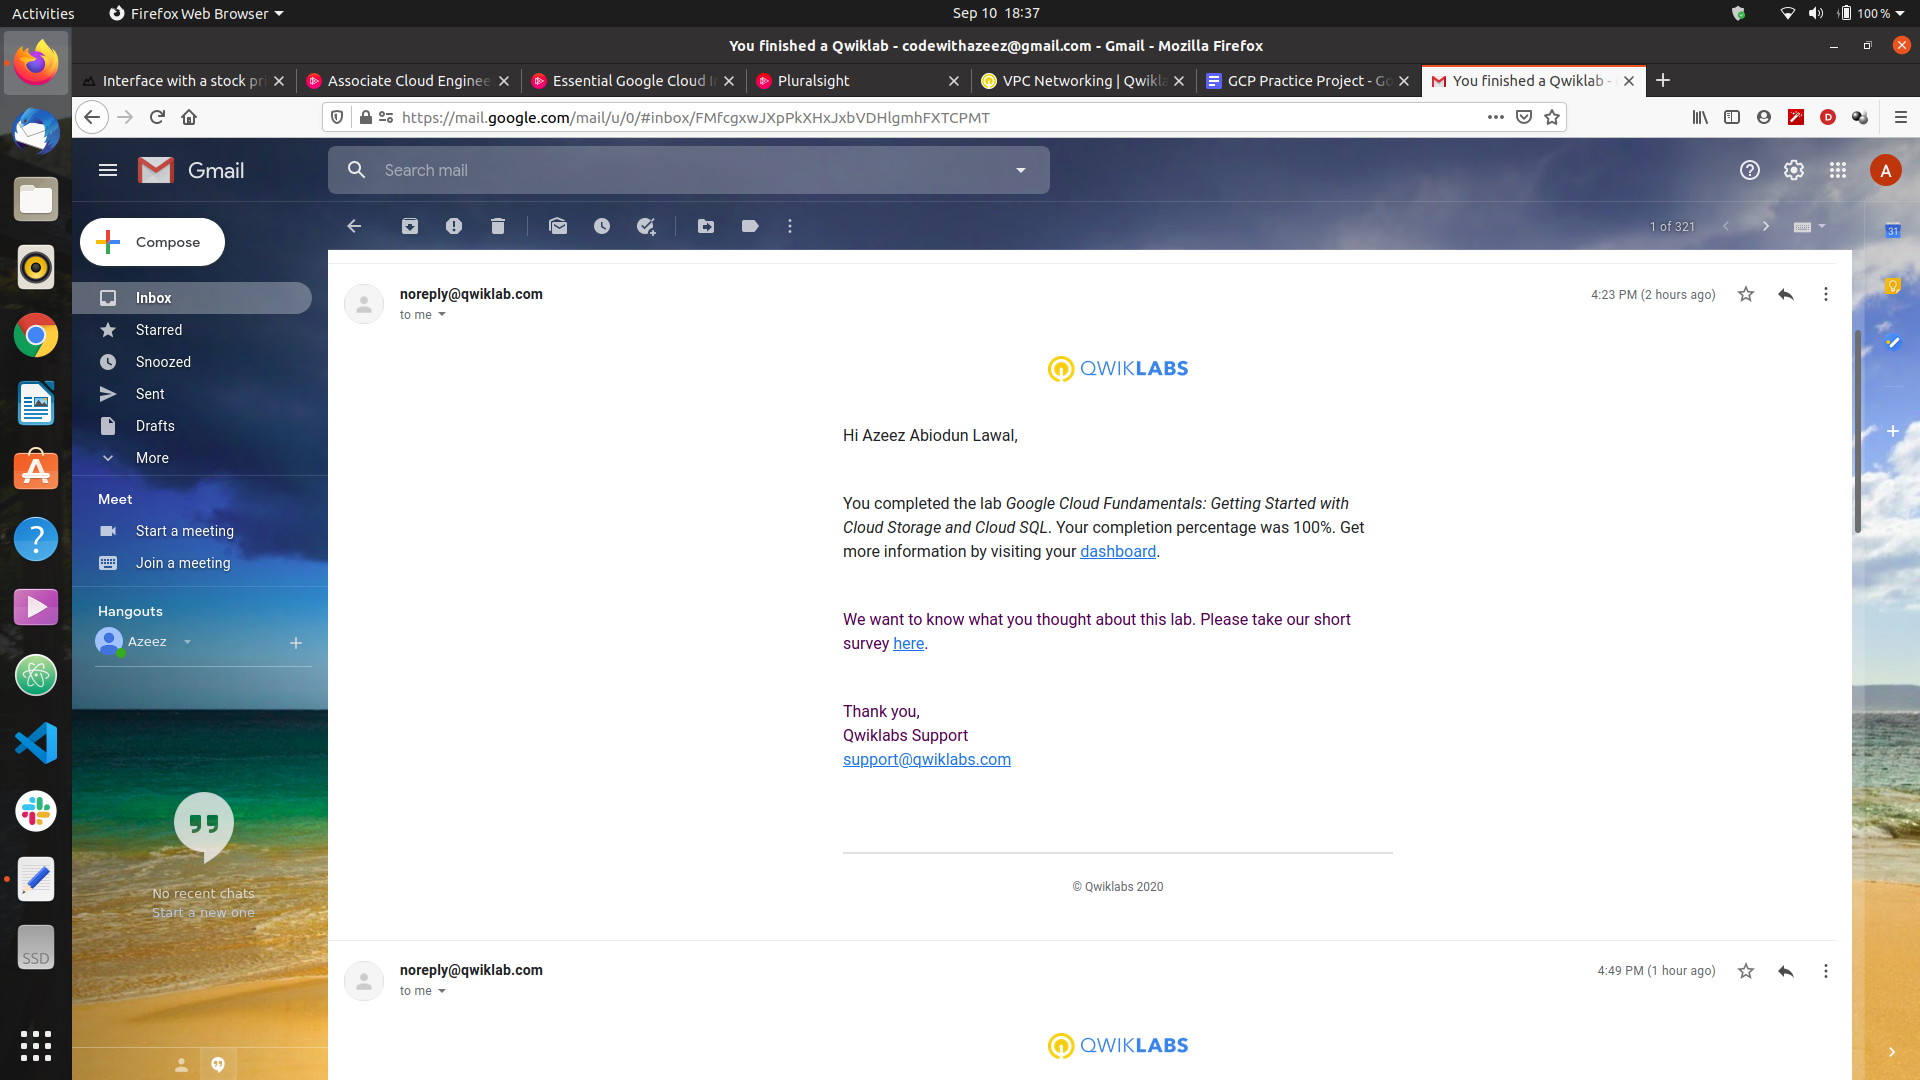 Activities
Firefox Web Browser
Sep 10 18:37
100 %
You finished a Qwiklab - codewithazeez@gmail.com - Gmail - Mozilla Firefox
Interface with a stock pri
Associate Cloud Enginee
Essential Google Cloud I
Pluralsight
VPC Networking | Qwikla
GCP Practice Project - Go
You finished a Qwiklab -
https://mail.google.com/mail/u/0/#inbox/FMfcgxwJXpPkXHxJxbVDHlgmhFXTCPMT
Gmail
Search mail
A
Compose
1 of 321
31
Inbox
Starred
Snoozed
Sent
Drafts
More
Meet
Start a meeting
Join a meeting
Hangouts
Azeez
No recent chats
Start a new one
SSD
noreply@qwiklab.com
4:23 PM (2 hours ago)
to me
QWIKLABS
Hi Azeez Abiodun Lawal,
You completed the lab Google Cloud Fundamentals: Getting Started with
Cloud Storage and Cloud SQL. Your completion percentage was 100%. Get
more information by visiting your dashboard.
We want to know what you thought about this lab. Please take our short
survey here.
Thank you,
Qwiklabs Support
support@qwiklabs.com
© Qwiklabs 2020
noreply@qwiklab.com
4:49 PM (1 hour ago)
to me
QWIKLABS